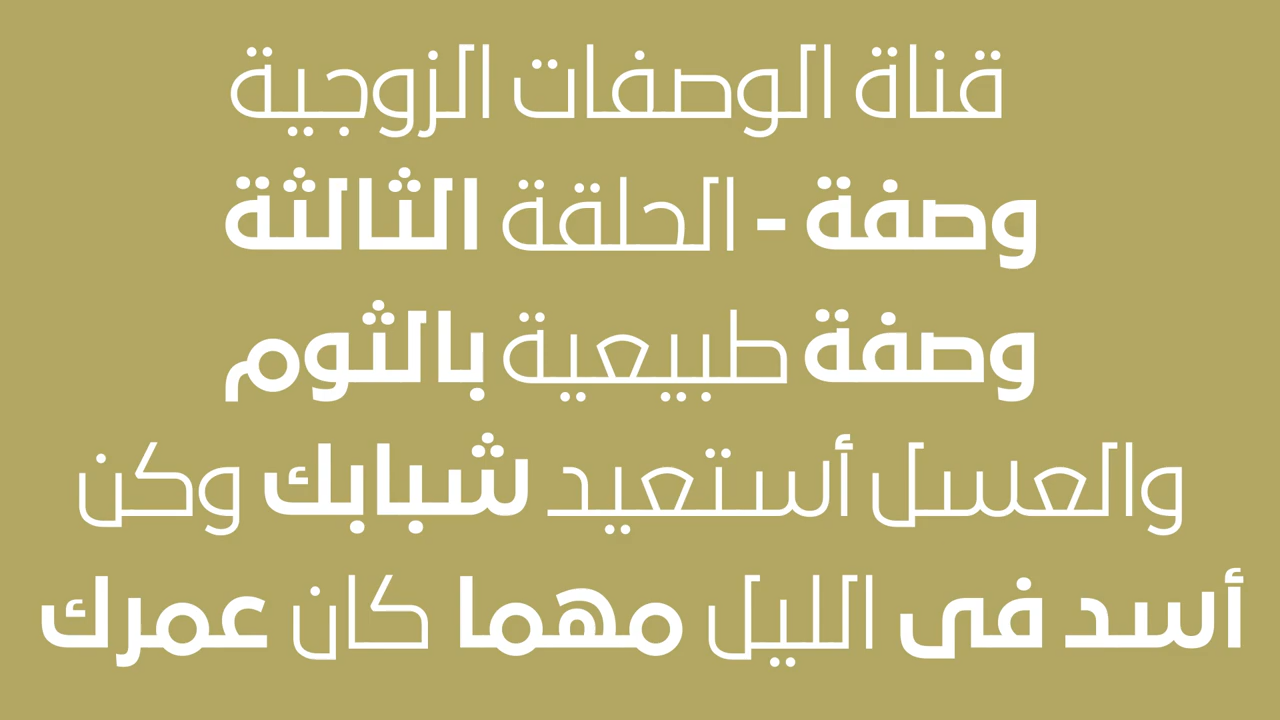 قناة الوصفات الزوجية
وصفة - الحلقة الثالثة
وصفة طبيعية بالثوم
والعسل أستعيد شبابك وكن
أسد فى الليل مهما كان عمرك